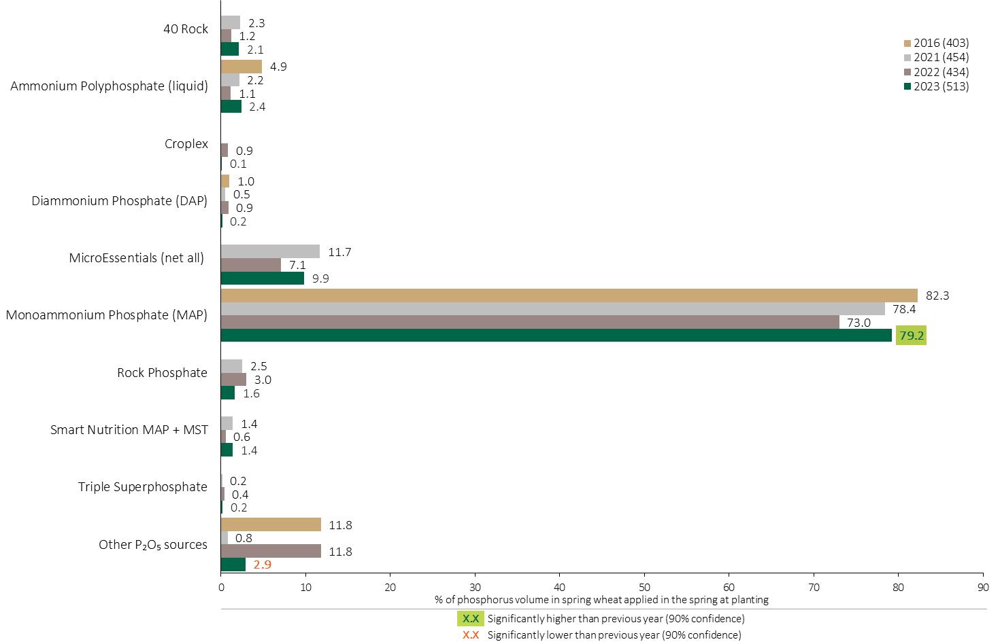 40 Rock
2.3
1.2
2.1
2016 (403)
2021 (454)
2022 (434)
2023 (513)
Ammonium Polyphosphate (liquid)
4.9
2.2
1.1
2.4
Croplex
0.9
0.1
Diammonium Phosphate (DAP)
1.0
0.5
0.9
0.2
MicroEssentials (net all)
11.7
7.1
9.9
Monoammonium Phosphate (MAP)
82.3
78.4
73.0
79.2
Rock Phosphate
2.5
3.0
1.6
Smart Nutrition MAP + MST
1.4
0.6
1.4
Triple Superphosphate
0.2
0.4
0.2
Other P₂O₅ sources
11.8
0.8
11.8
2.9
0 10 20 30 40 50 60 70 80 90
% of phosphorus volume in spring wheat applied in the spring at planting
X.X Significantly higher than previous year (90% confidence)
X.X Significantly lower than previous year (90% confidence)